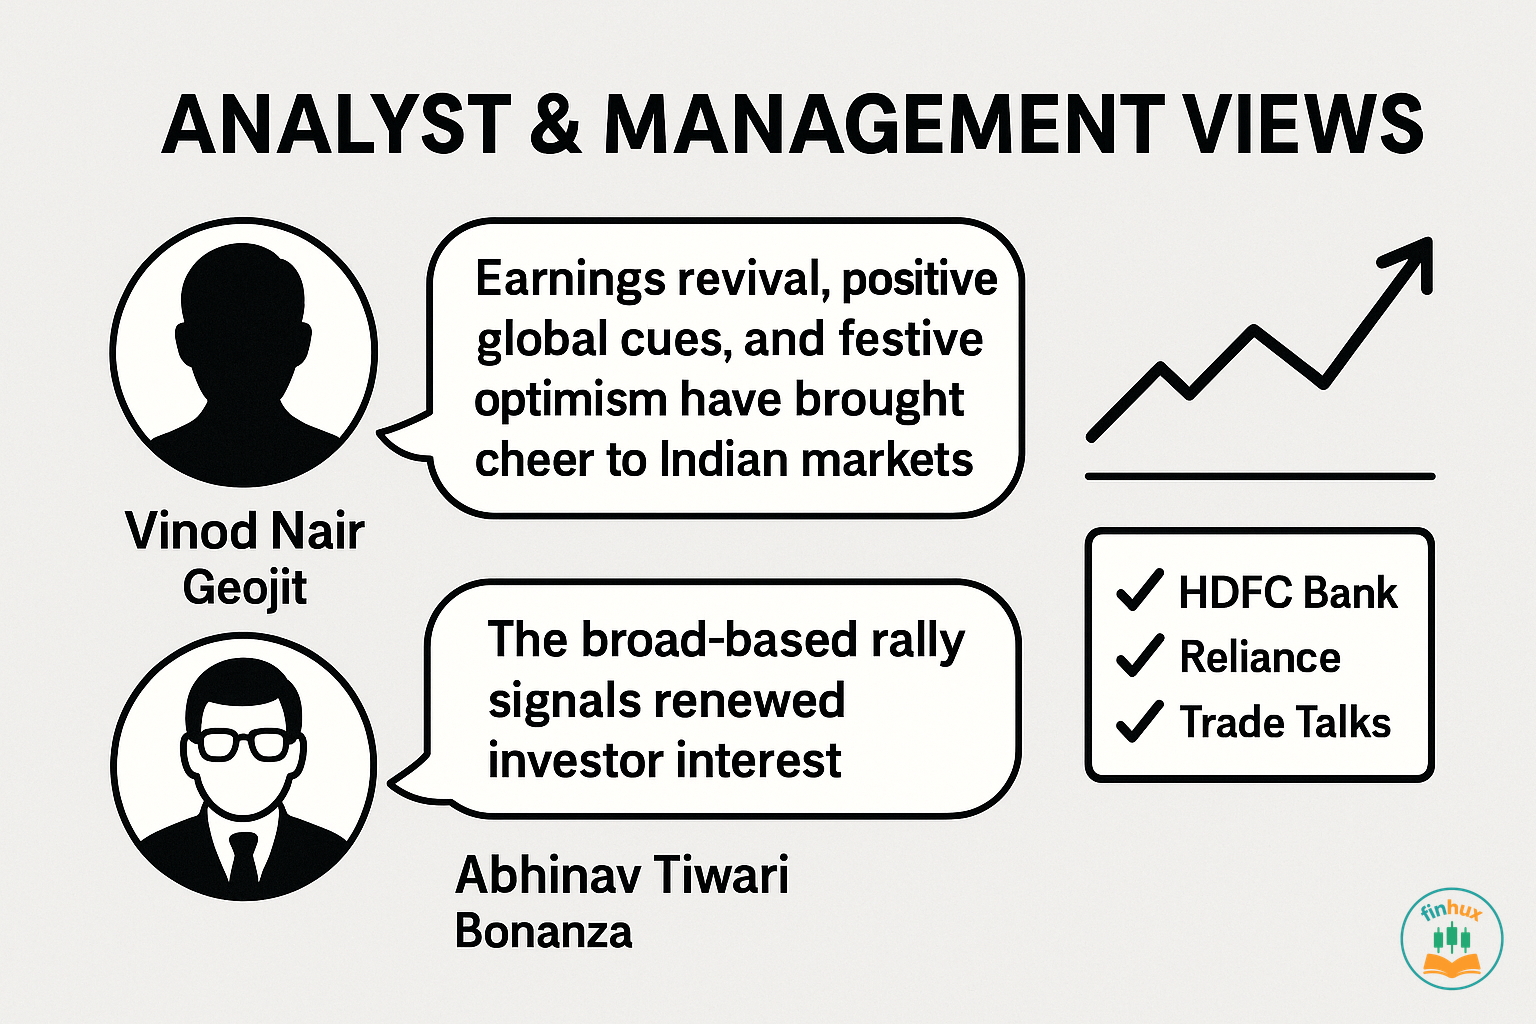 ANALYST & MANAGEMENT VIEWS
Earnings revival, positive
global cues, and festive
optimism have brought
cheer to Indian markets
Vinod Nair
Geojit
The broad-based rally
signals renewed
investor interest
Abhinav Tiwari
Bonanza
HDFC Bank
Reliance
Trade Talks
finhux